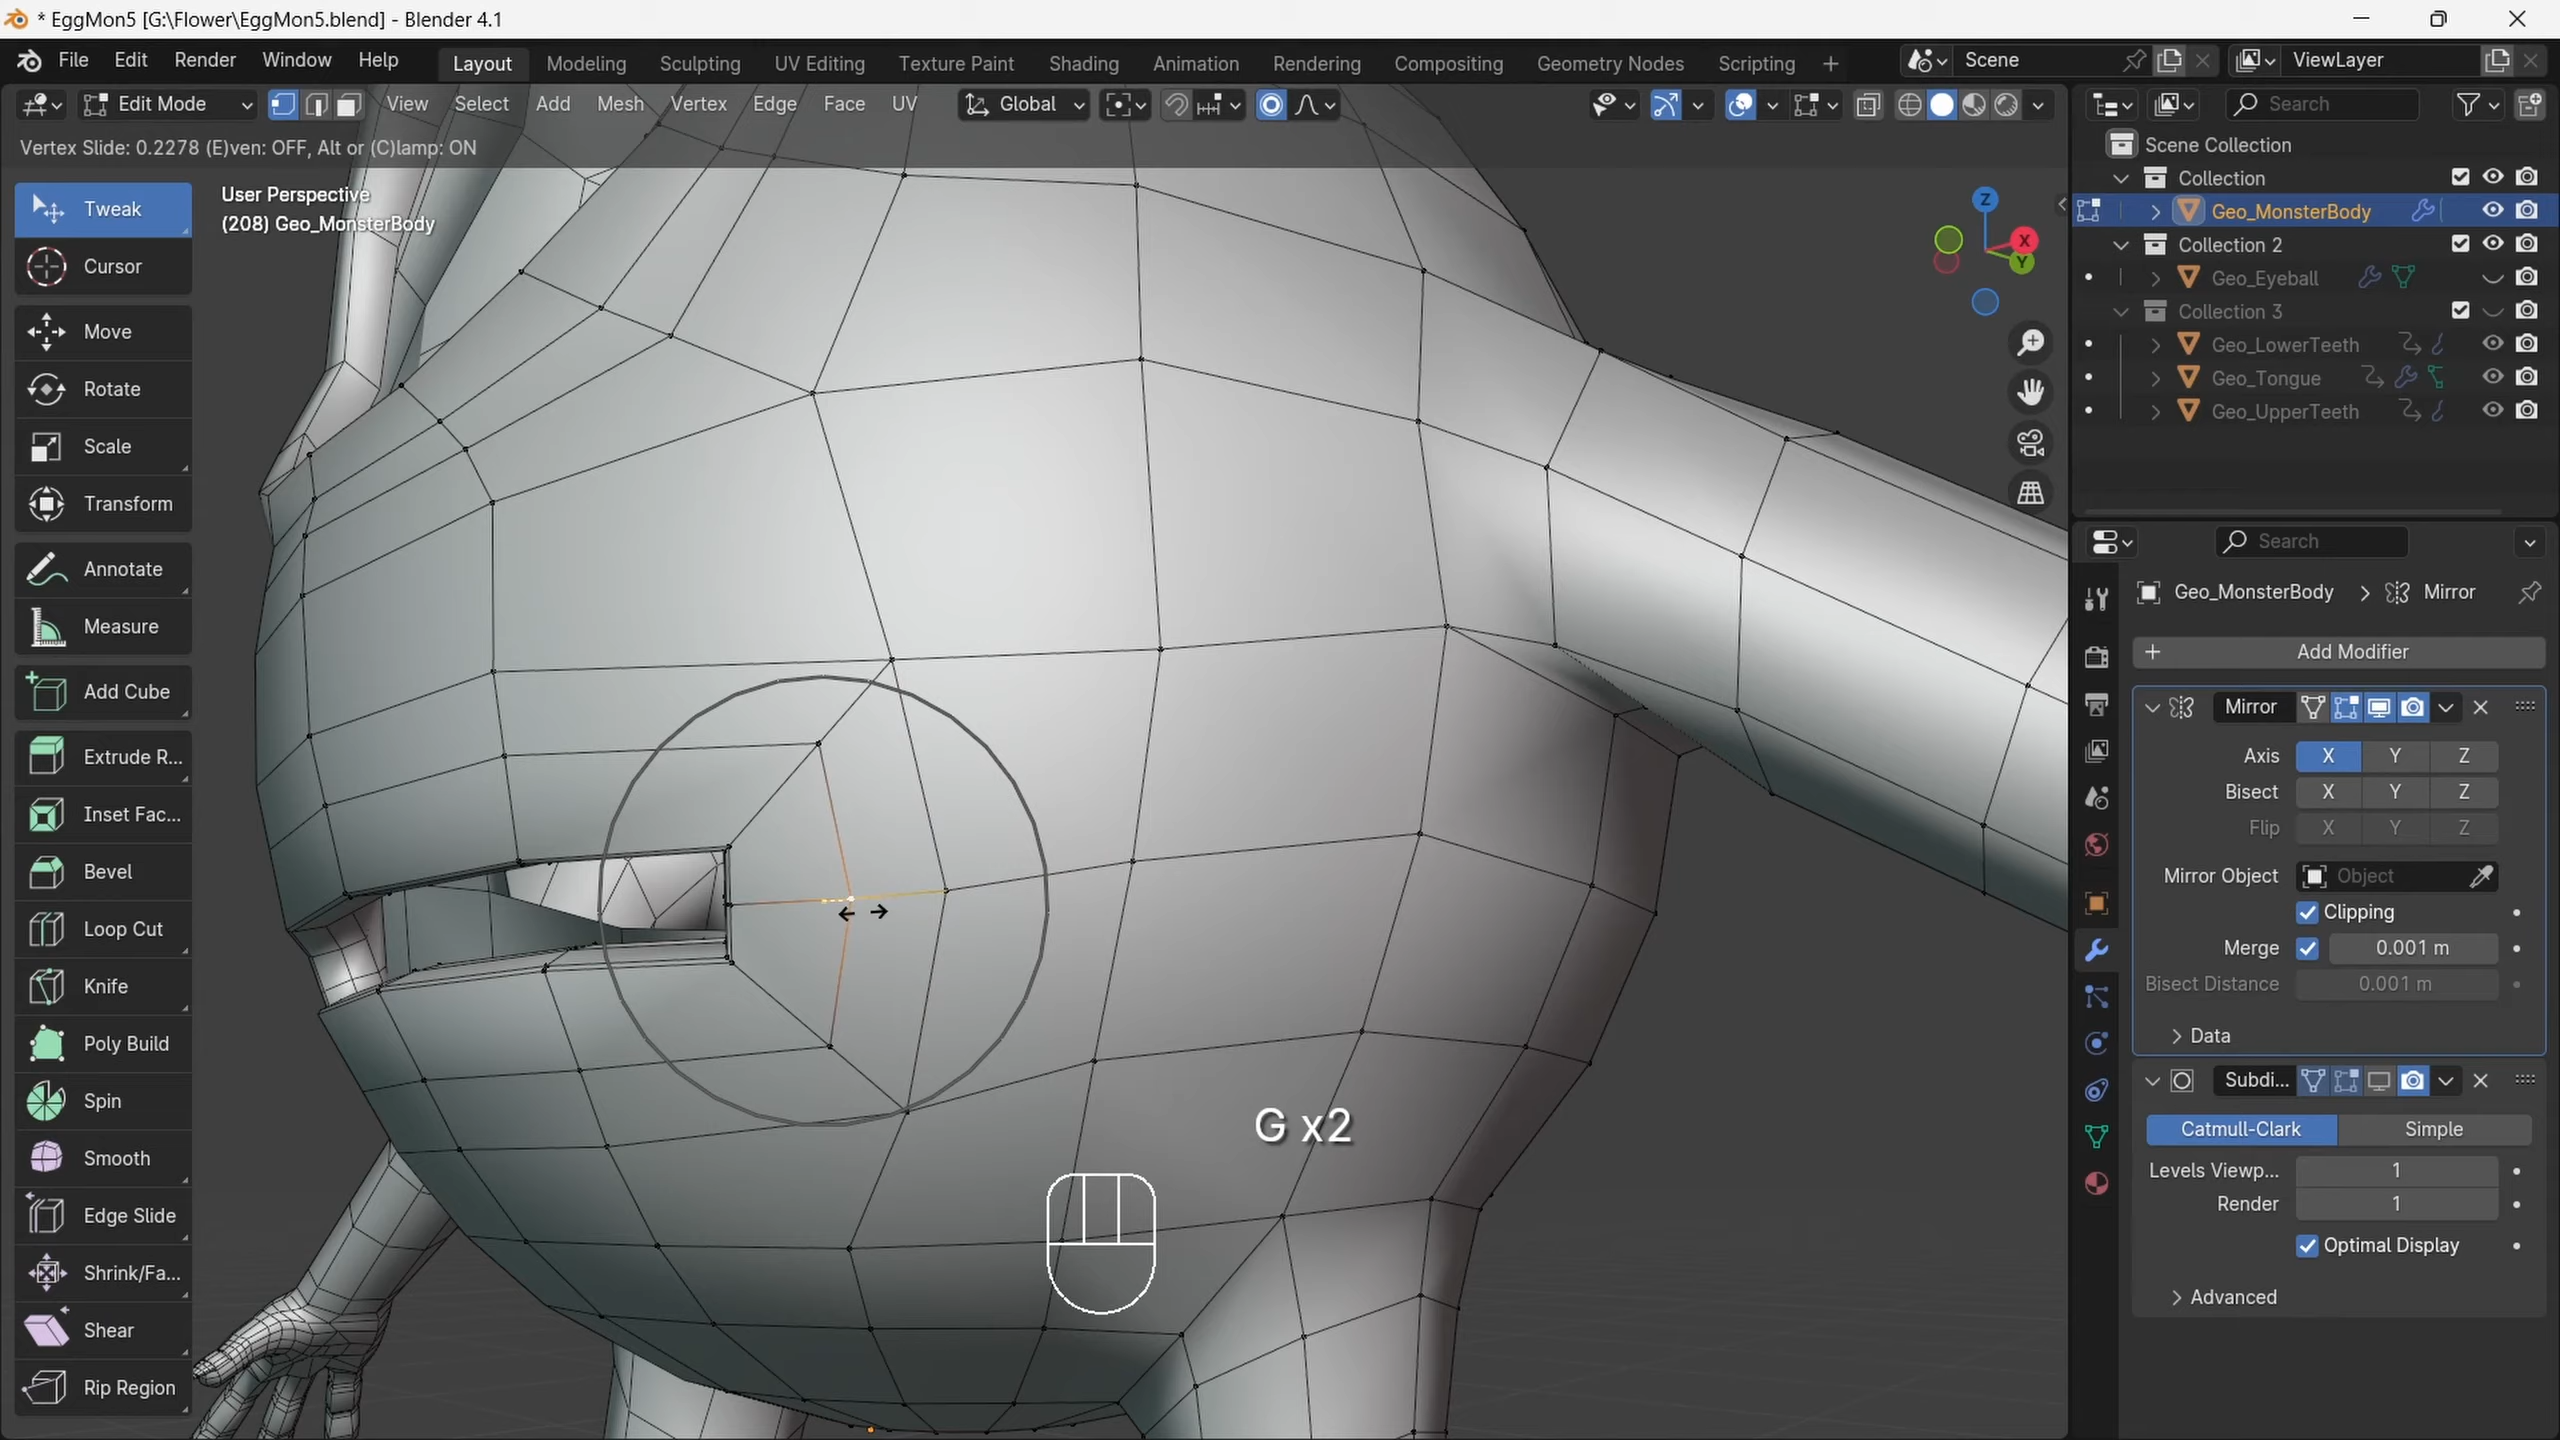 * EggMon5 [G:\Flower\EggMon5.blend] - Blender 4.1
File Edit Render Window Help Layout Modeling Sculpting UV Editing Texture Paint Shading Animation Rendering Compositing Geometry Nodes Scripting + Scene ViewLayer
Edit Mode View Select Add Mesh Vertex Edge Face UV Global Search
Vertex Slide: 0.2278 (E)ven: OFF, Alt or (C)lamp: ON
User Perspective
(208) Geo_MonsterBody
Tweak
Cursor
Move
Rotate
Scale
Transform
Annotate
Measure
Add Cube
Extrude R...
Inset Fac...
Bevel
Loop Cut
Knife
Poly Build
Spin
Smooth
Edge Slide
Shrink/Fa...
Shear
Rip Region
Z
X
Y
G x2
Scene Collection
Collection
Geo_MonsterBody
Collection 2
Geo_Eyeball
Collection 3
Geo_LowerTeeth
Geo_Tongue
Geo_UpperTeeth
Search
Geo_MonsterBody > Mirror
+ Add Modifier
Mirror
Axis X Y Z
Bisect X Y Z
Flip X Y Z
Mirror Object Object
Clipping
Merge 0.001 m
Bisect Distance 0.001 m
Data
Subdi...
Catmull-Clark Simple
Levels Viewp... 1
Render 1
Optimal Display
Advanced